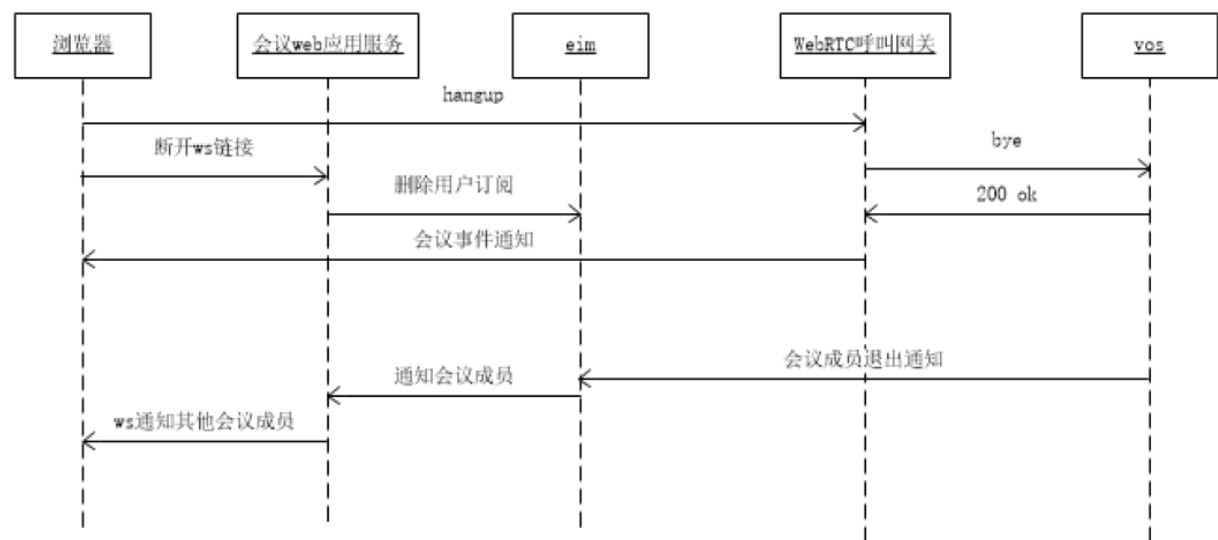 浏览器
会议web应用服务
eim
WebRTC呼叫网关
vos
hangup
断开ws链接
bye
删除用户订阅
200 ok
会议事件通知
会议成员退出通知
通知会议成员
ws通知其他会议成员